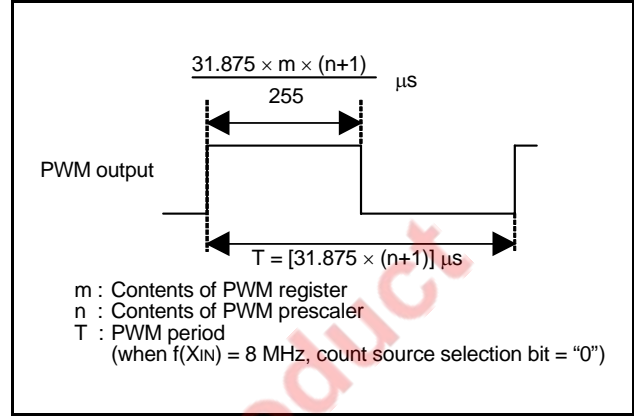 31.875 × m × (n+1)
255
μs
PWM output
T = [31.875 × (n+1)] μs
m : Contents of PWM register
n : Contents of PWM prescaler
T : PWM period
(when f(XIN) = 8 MHz, count source selection bit = “0”)
oduct